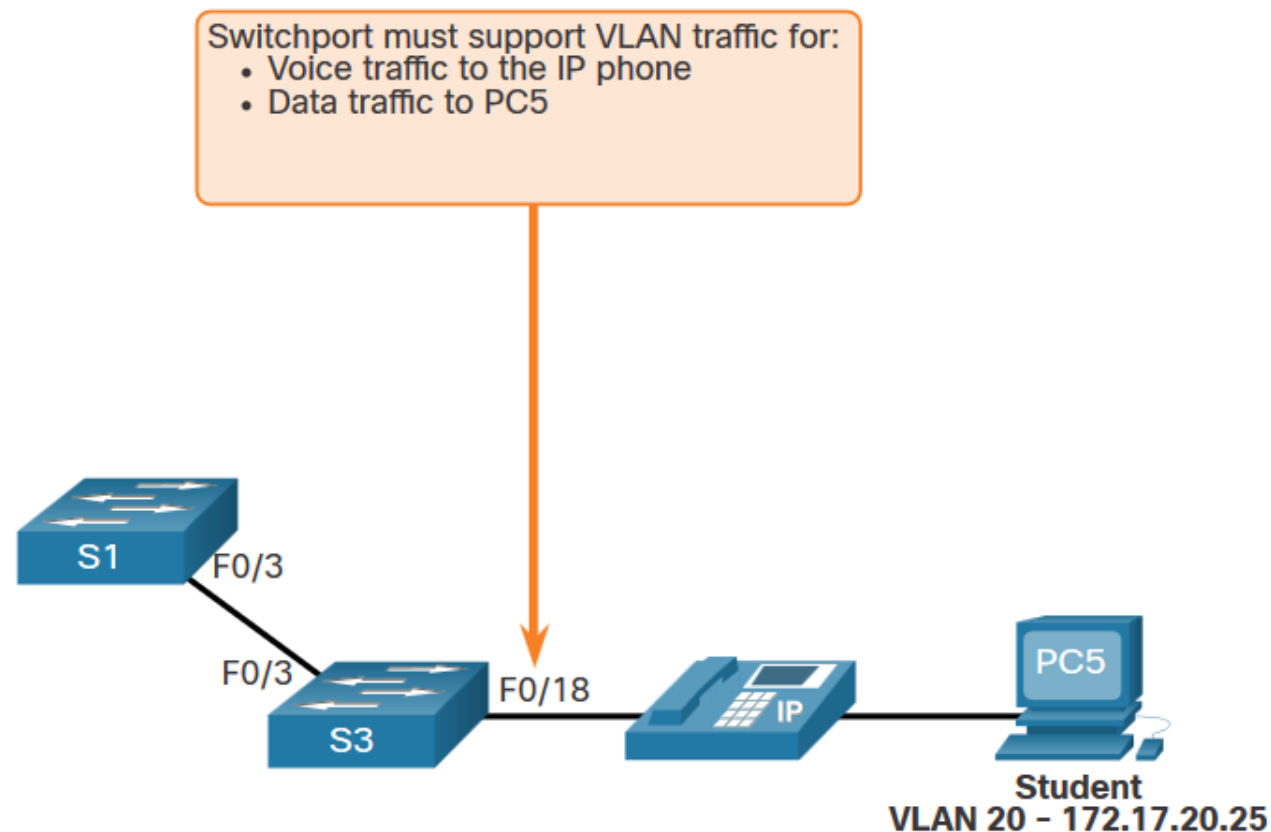 Switchport must support VLAN traffic for:
• Voice traffic to the IP phone
• Data traffic to PC5
S1
F0/3
F0/3
S3
F0/18
IP
PC5
Student
VLAN 20 - 172.17.20.25